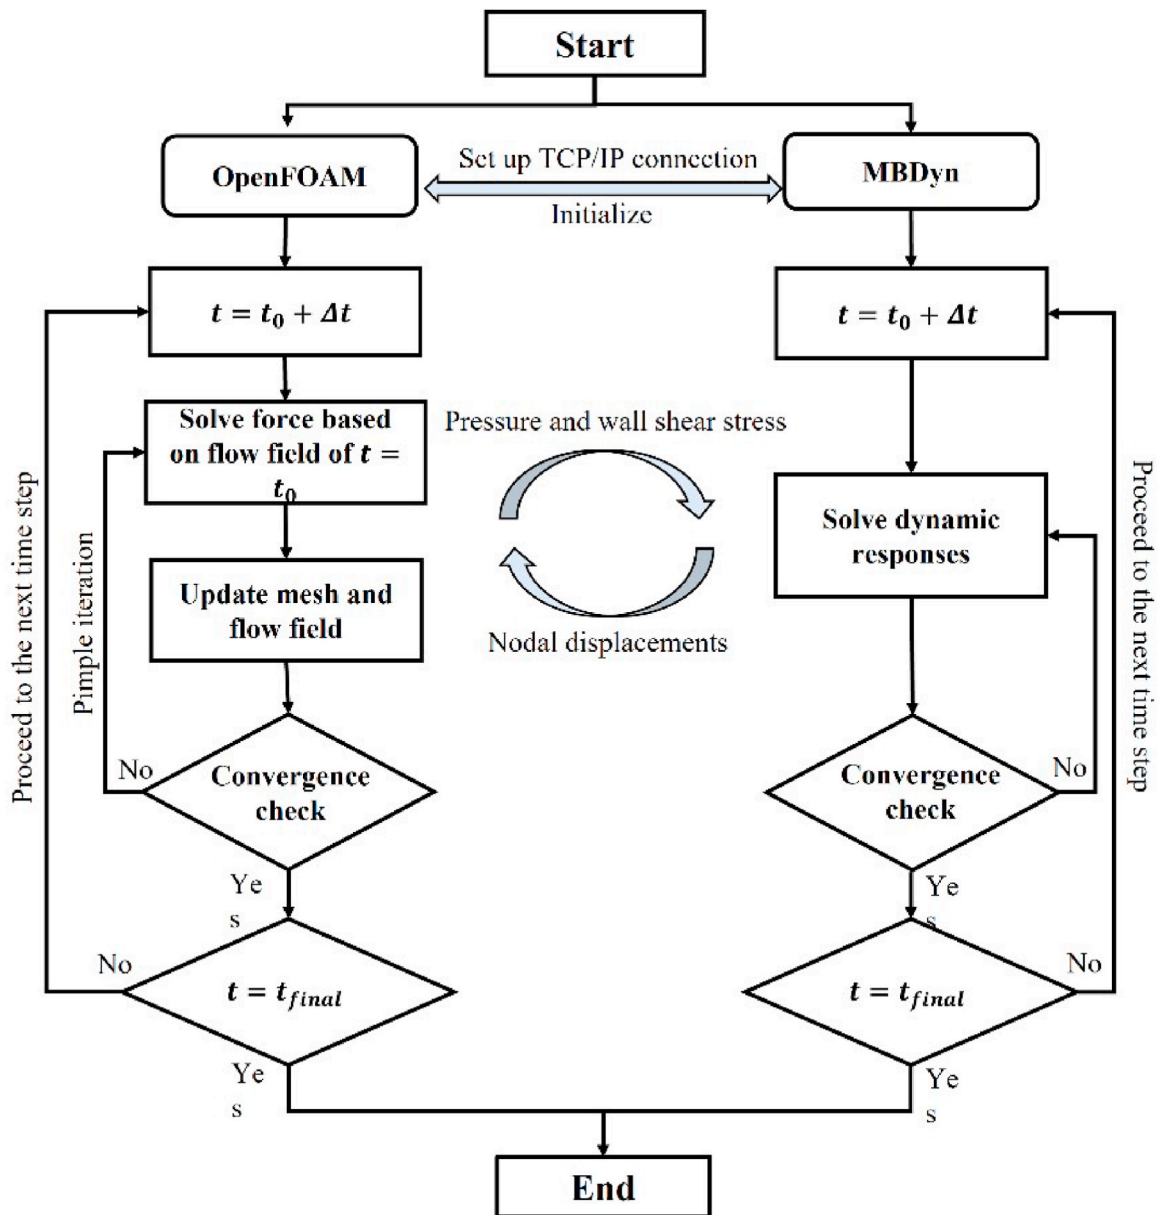 Start
OpenFOAM
Set up TCP/IP connection
Initialize
MBDyn
t = t₀ + Δt
t = t₀ + Δt
Solve force based
on flow field of t =
t₀
Pressure and wall shear stress
Solve dynamic
responses
Update mesh and
flow field
Nodal displacements
Proceed to the next time step
Pimple iteration
Proceed to the next time step
No
Convergence
check
Convergence
check
No
Ye
s
Ye
s
No
t = t_final
t = t_final
No
Ye
s
Ye
s
End